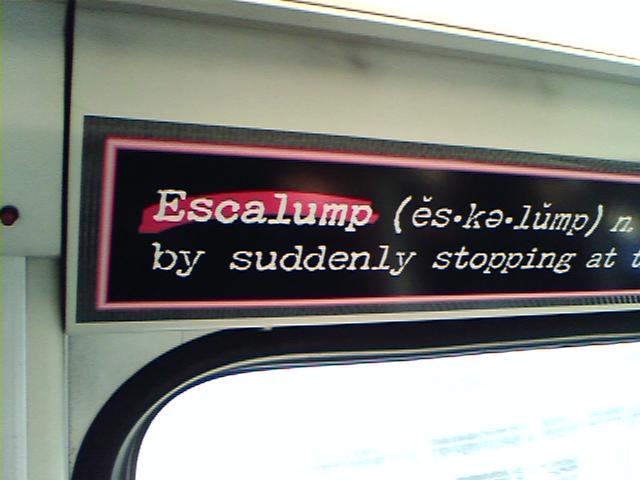 Escalump (ĕs·kə·lŭmp) n.
by suddenly stopping at